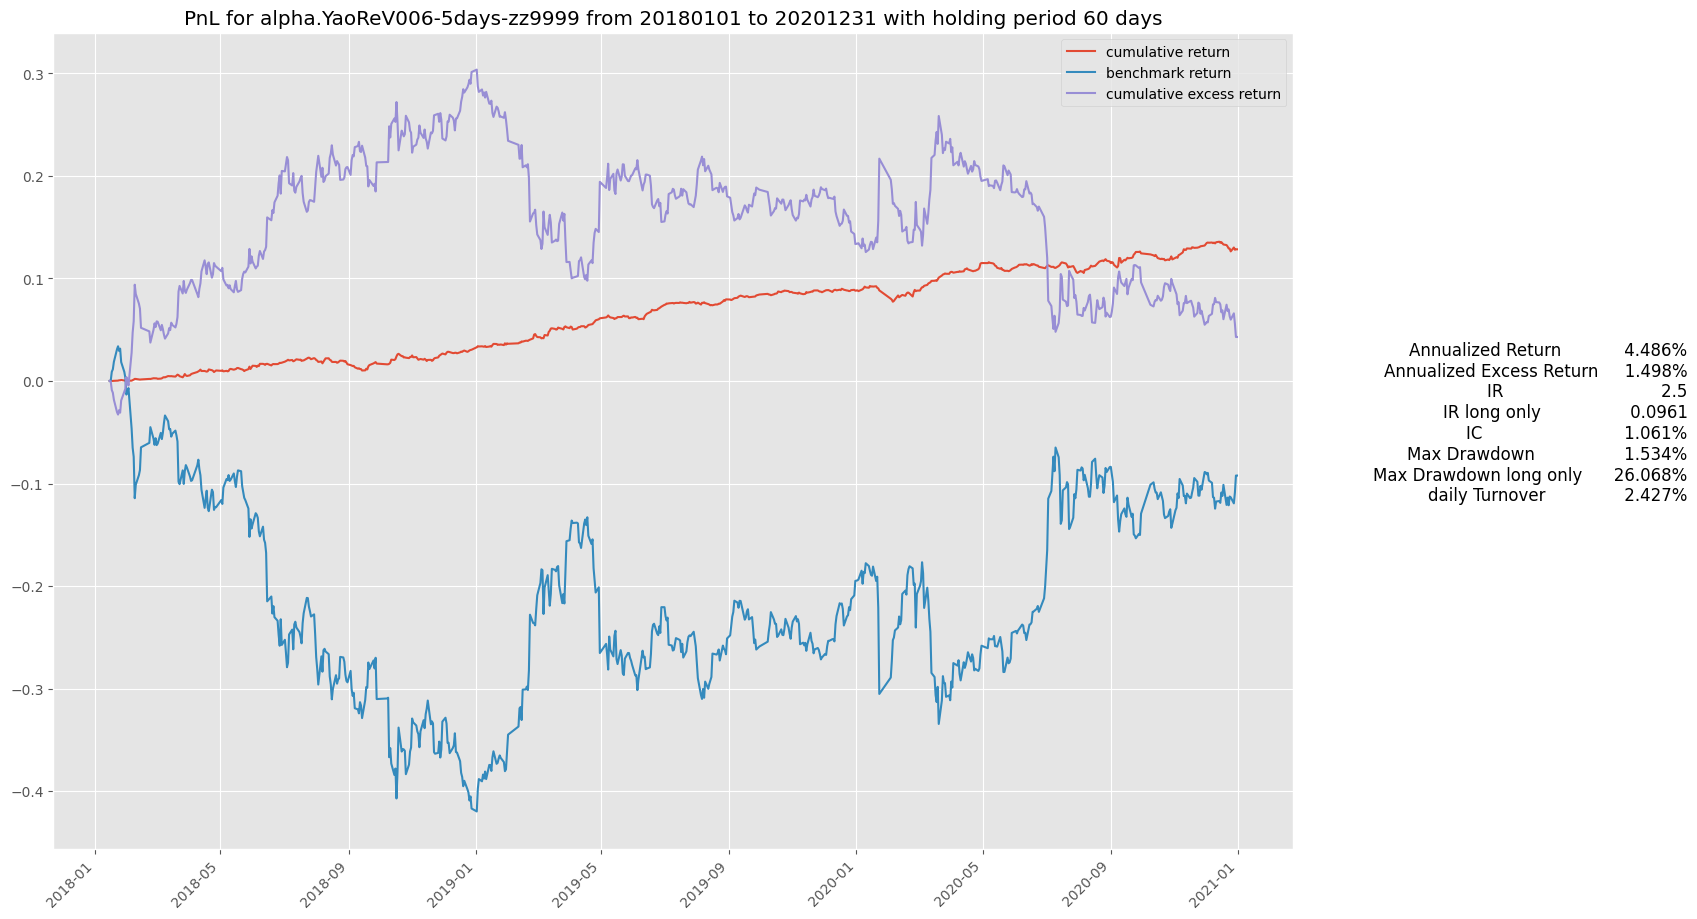 PnL for alpha.YaoReV006-5days-zz9999 from 20180101 to 20201231 with holding period 60 days
cumulative return
benchmark return
cumulative excess return
0.3
0.2
0.1
0.0
−0.1
−0.2
−0.3
−0.4
2018-01
2018-05
2018-09
2019-01
2019-05
2019-09
2020-01
2020-05
2020-09
2021-01
Annualized Return 4.486%
Annualized Excess Return 1.498%
IR 2.5
IR long only 0.0961
IC 1.061%
Max Drawdown 1.534%
Max Drawdown long only 26.068%
daily Turnover 2.427%